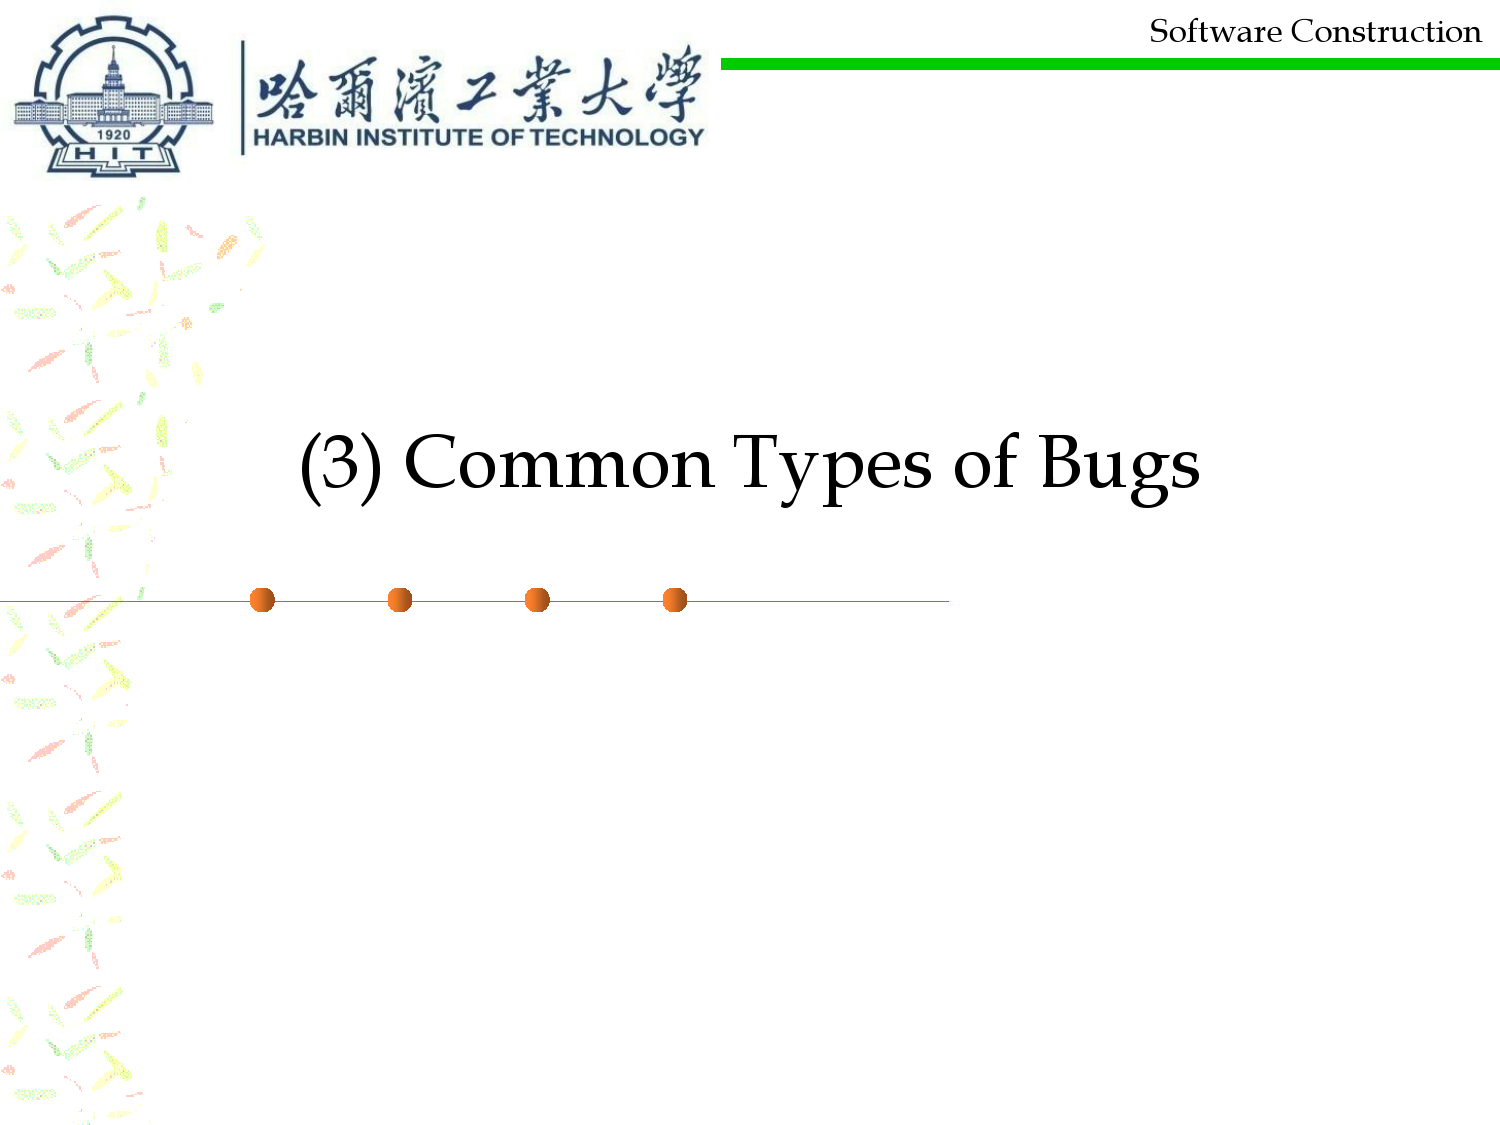 Software Construction
哈爾濱工業大學
HARBIN INSTITUTE OF TECHNOLOGY
1920
HIT
(3) Common Types of Bugs